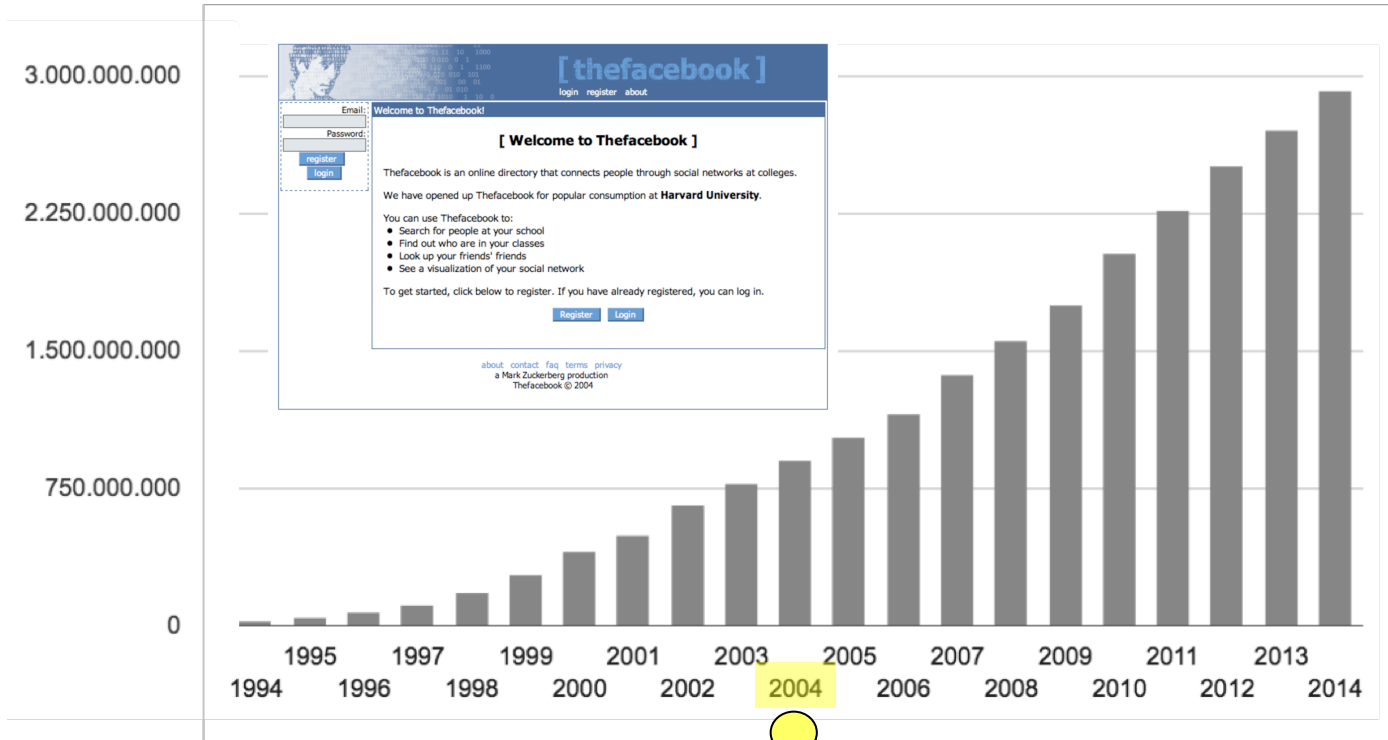 3.000.000.000
2.250.000.000
1.500.000.000
750.000.000
0
[thefacebook]
login register about
Email:
Password:
register
login
Welcome to Thefacebook!
[ Welcome to Thefacebook ]
Thefacebook is an online directory that connects people through social networks at colleges.
We have opened up Thefacebook for popular consumption at Harvard University.
You can use Thefacebook to:
• Search for people at your school
• Find out who are in your classes
• Look up your friends' friends
• See a visualization of your social network
To get started, click below to register. If you have already registered, you can log in.
Register Login
about contact faq terms privacy
a Mark Zuckerberg production
Thefacebook © 2004
1995 1997 1999 2001 2003 2005 2007 2009 2011 2013
1994 1996 1998 2000 2002 2004 2006 2008 2010 2012 2014